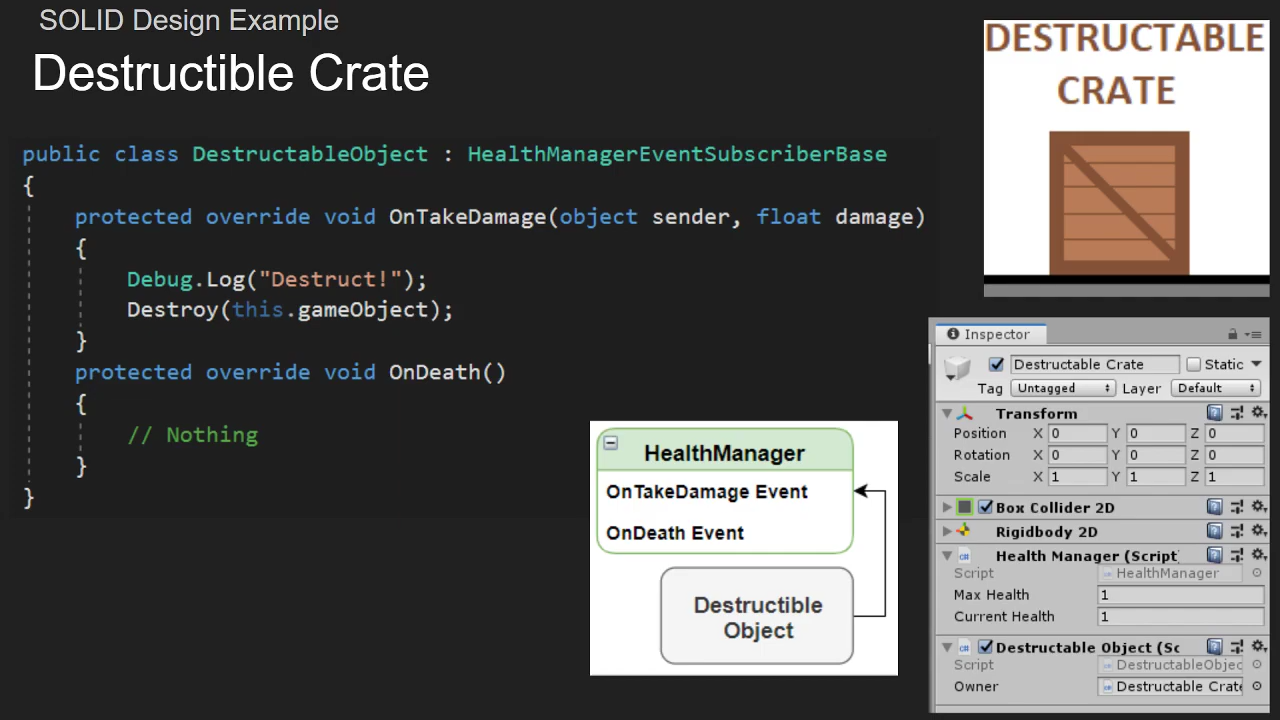 SOLID Design Example
Destructible Crate
public class DestructableObject : HealthManagerEventSubscriberBase
{
protected override void OnTakeDamage(object sender, float damage)
{
Debug.Log("Destruct!");
Destroy(this.gameObject);
}
protected override void OnDeath()
{
// Nothing
}
}
HealthManager
OnTakeDamage Event
OnDeath Event
Destructible
Object
DESTRUCTABLE
CRATE
Inspector
Destructable Crate Static
Tag Untagged Layer Default
Transform
Position X 0 Y 0 Z 0
Rotation X 0 Y 0 Z 0
Scale X 1 Y 1 Z 1
Box Collider 2D
Rigidbody 2D
Health Manager (Script
Script HealthManager
Max Health 1
Current Health 1
Destructable Object (Sc
Script DestructableObjec
Owner Destructable Crate